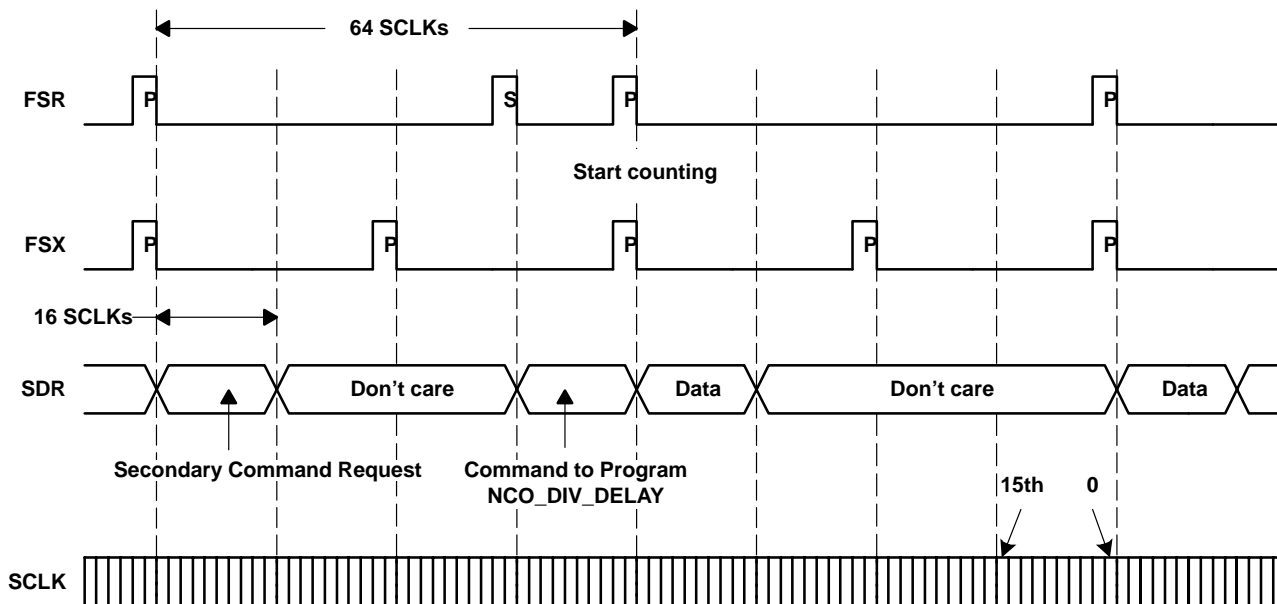 64 SCLKs
FSR P S P P
Start counting
FSX P P P P P
16 SCLKs
SDR Don't care Data Don't care Data
Secondary Command Request
Command to Program
NCO_DIV_DELAY
15th 0
SCLK